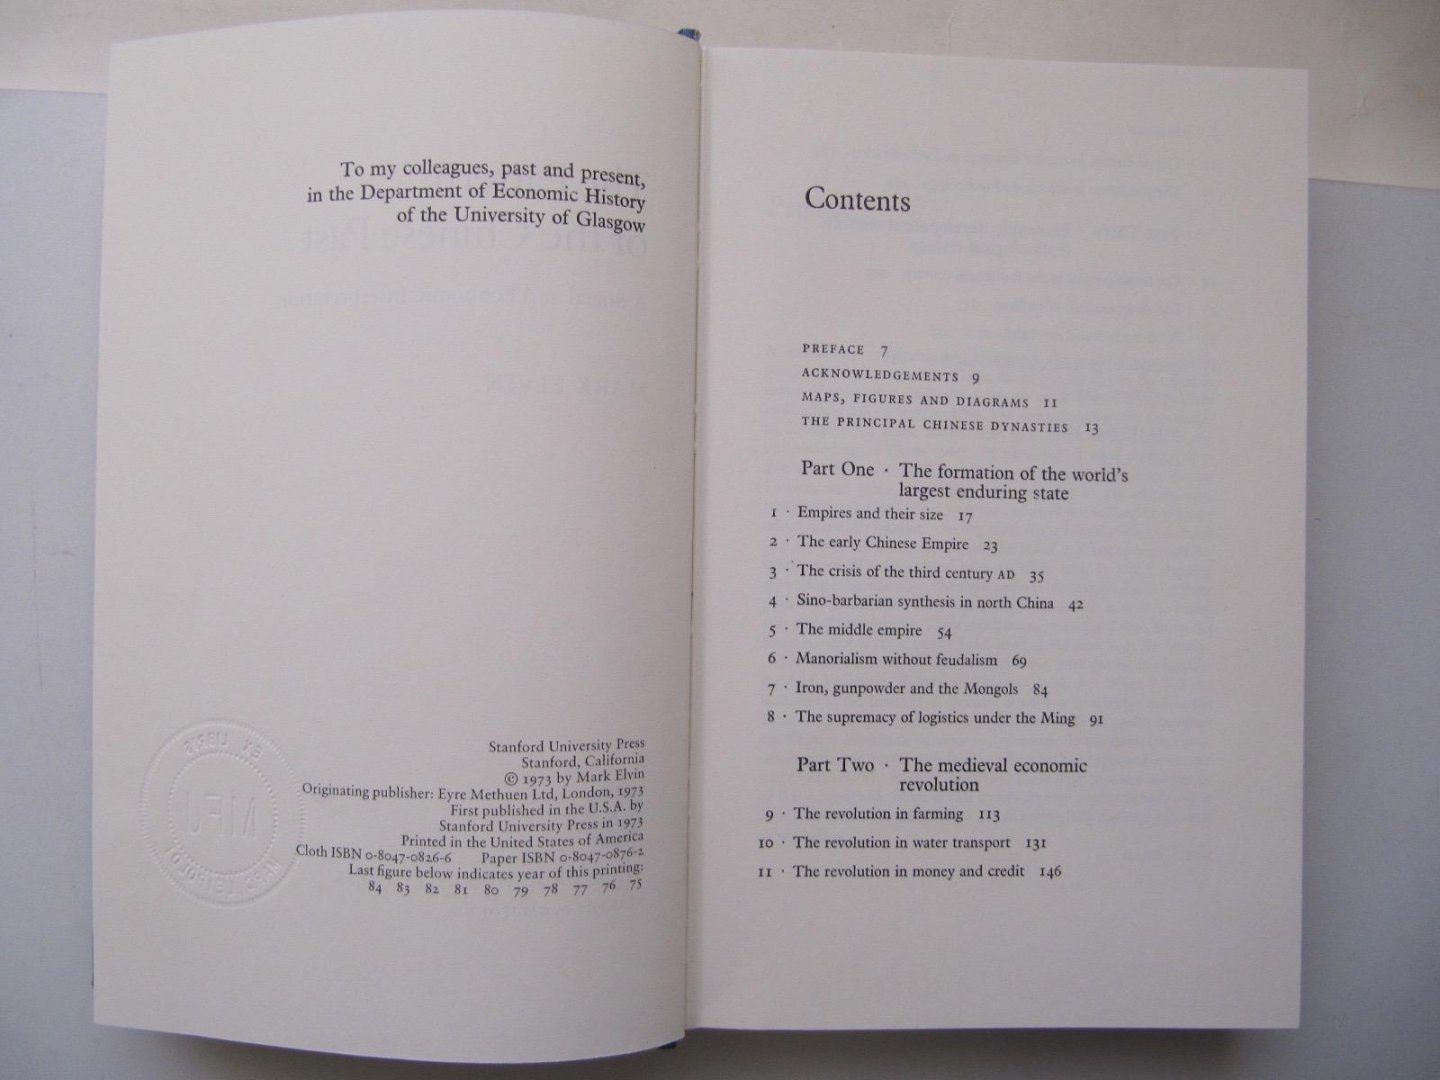 To my colleagues, past and present,
in the Department of Economic History
of the University of Glasgow
Stanford University Press
Stanford, California
© 1973 by Mark Elvin
Originating publisher: Eyre Methuen Ltd, London, 1973
First published in the U.S.A. by
Stanford University Press in 1973
Printed in the United States of America
Cloth ISBN 0-8047-0826-6 Paper ISBN 0-8047-0876-2
Last figure below indicates year of this printing:
84 83 82 81 80 79 78 77 76 75
Contents
PREFACE 7
ACKNOWLEDGEMENTS 9
MAPS, FIGURES AND DIAGRAMS 11
THE PRINCIPAL CHINESE DYNASTIES 13
Part One · The formation of the world's
largest enduring state
1 · Empires and their size 17
2 · The early Chinese Empire 23
3 · The crisis of the third century AD 35
4 · Sino-barbarian synthesis in north China 42
5 · The middle empire 54
6 · Manorialism without feudalism 69
7 · Iron, gunpowder and the Mongols 84
8 · The supremacy of logistics under the Ming 91
Part Two · The medieval economic
revolution
9 · The revolution in farming 113
10 · The revolution in water transport 131
11 · The revolution in money and credit 146